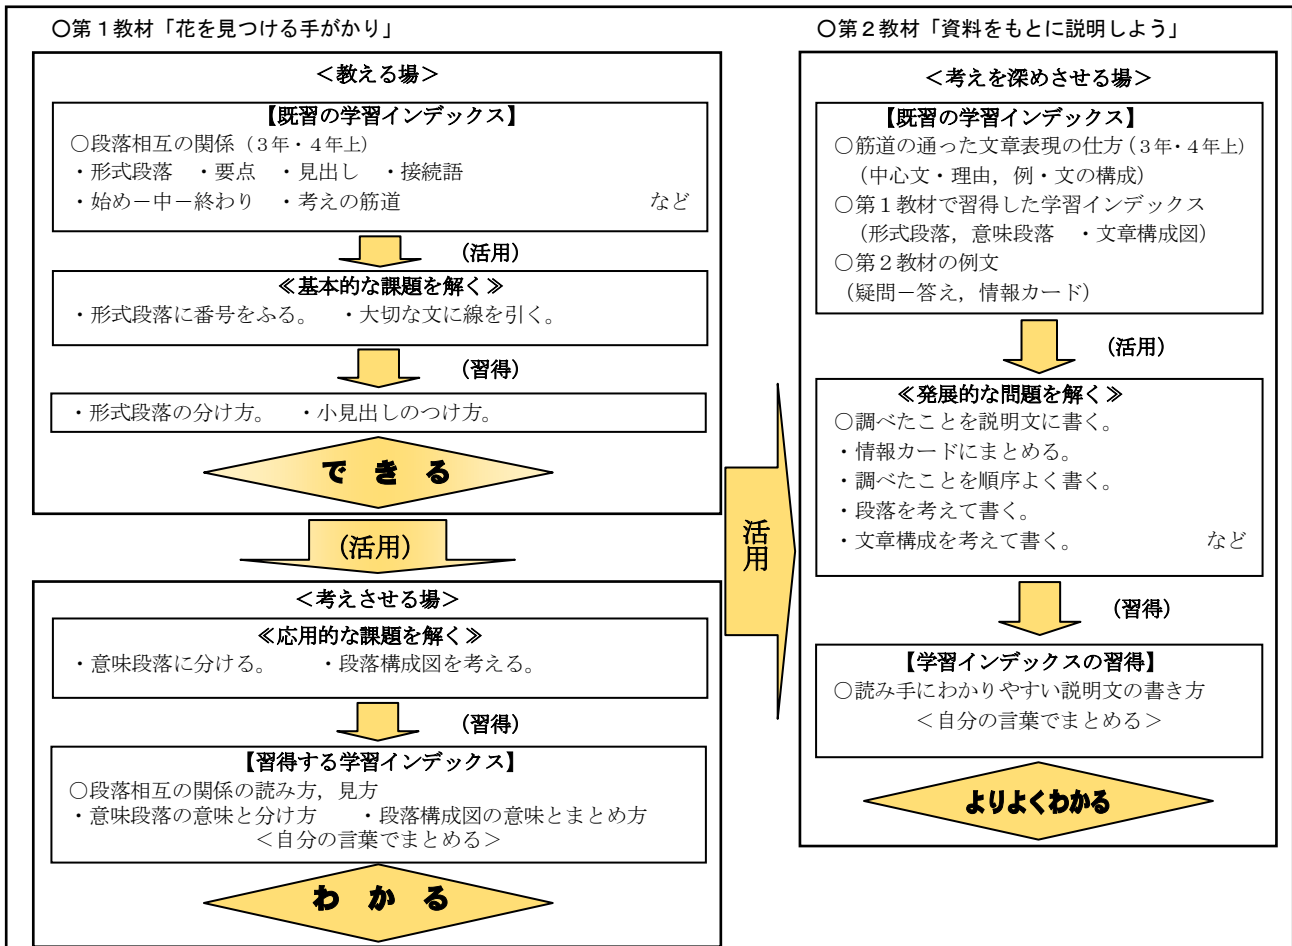 ○第１教材「花を見つける手がかり」
＜教える場＞
【既習の学習インデックス】
○段落相互の関係（３年・４年上）
・形式段落　・要点　・見出し　・接続語
・始め－中－終わり　・考えの筋道　　など
（活用）
≪基本的な課題を解く≫
・形式段落に番号をふる。　・大切な文に線を引く。
（習得）
・形式段落の分け方。　・小見出しのつけ方。
できる
（活用）
＜考えさせる場＞
≪応用的な課題を解く≫
・意味段落に分ける。　　・段落構成図を考える。
（習得）
【習得する学習インデックス】
○段落相互の関係の読み方，見方
・意味段落の意味と分け方　　・段落構成図の意味とまとめ方
＜自分の言葉でまとめる＞
わかる
活用
○第２教材「資料をもとに説明しよう」
＜考えを深めさせる場＞
【既習の学習インデックス】
○筋道の通った文章表現の仕方（３年・４年上）
（中心文・理由，例・文の構成）
○第１教材で習得した学習インデックス
（形式段落，意味段落　・文章構成図）
○第２教材の例文
（疑問－答え，情報カード）
（活用）
≪発展的な問題を解く≫
○調べたことを説明文に書く。
・情報カードにまとめる。
・調べたことを順序よく書く。
・段落を考えて書く。
・文章構成を考えて書く。　　など
（習得）
【学習インデックスの習得】
○読み手にわかりやすい説明文の書き方
＜自分の言葉でまとめる＞
よりよくわかる